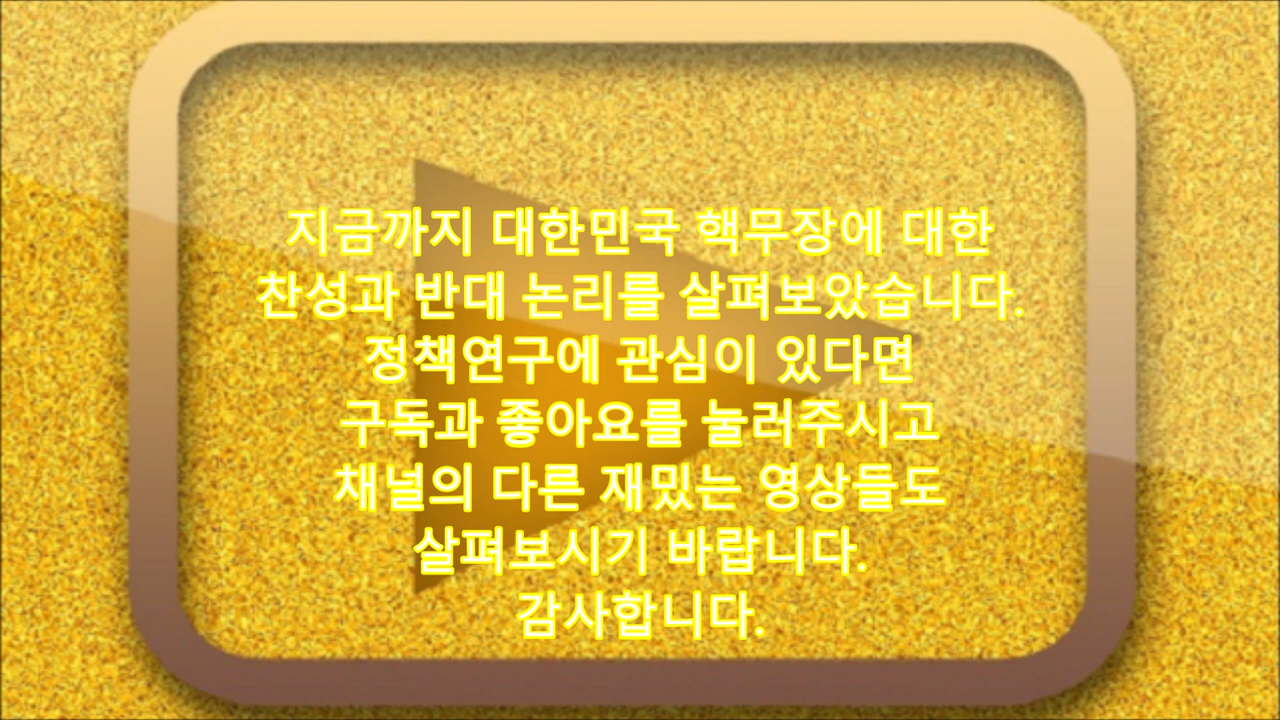 지금까지 대한민국 핵무장에 대한
찬성과 반대 논리를 살펴보았습니다.
정책연구에 관심이 있다면
구독과 좋아요를 눌러주시고
채널의 다른 재밌는 영상들도
살펴보시기 바랍니다.
감사합니다.